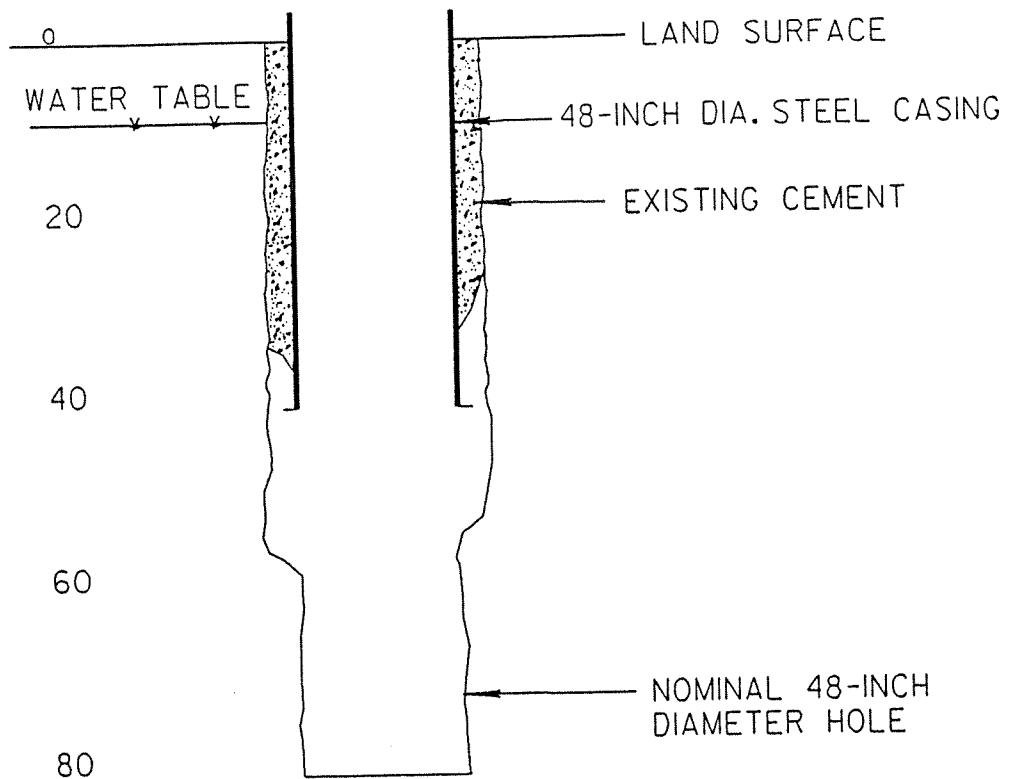 0
LAND SURFACE
WATER TABLE
48-INCH DIA. STEEL CASING
20
EXISTING CEMENT
40
60
NOMINAL 48-INCH
DIAMETER HOLE
80